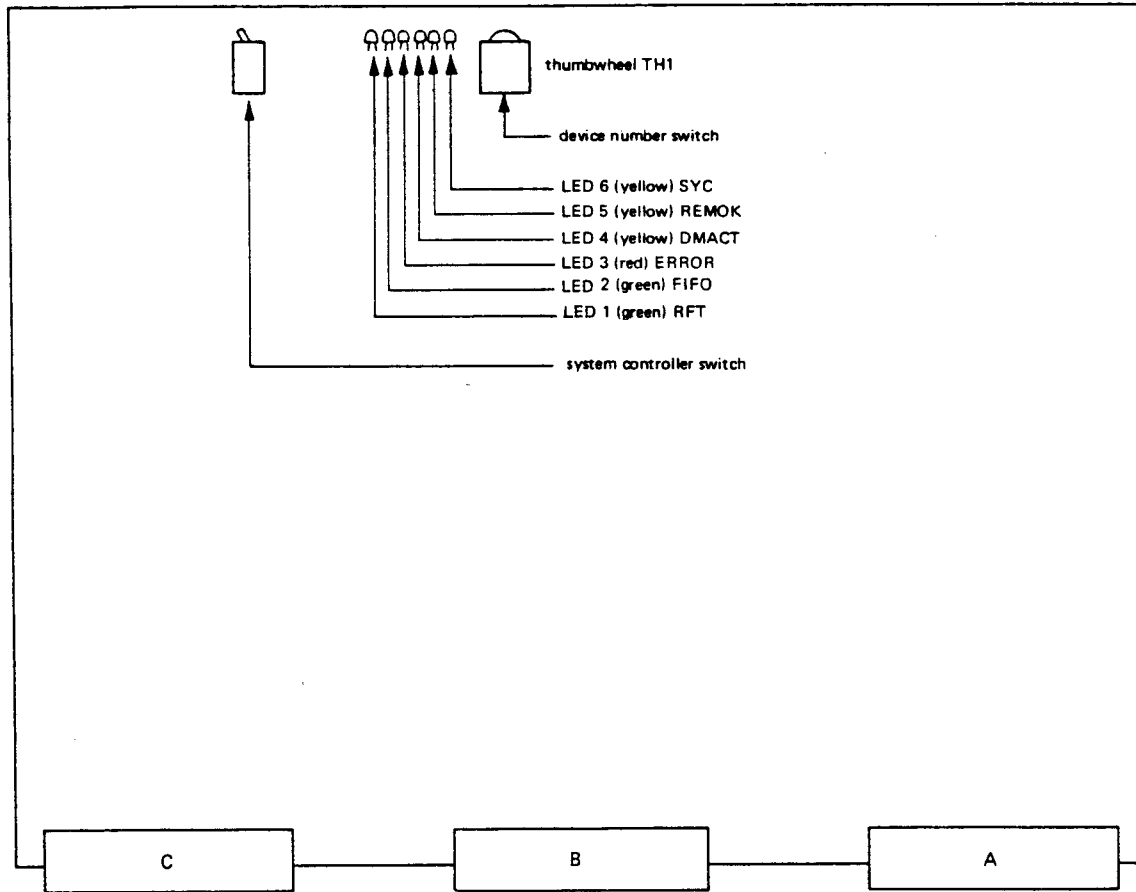 thumbwheel TH1
device number switch
LED 6 (yellow) SYC
LED 5 (yellow) REMOK
LED 4 (yellow) DMACT
LED 3 (red) ERROR
LED 2 (green) FIFO
LED 1 (green) RFT
system controller switch
C B A